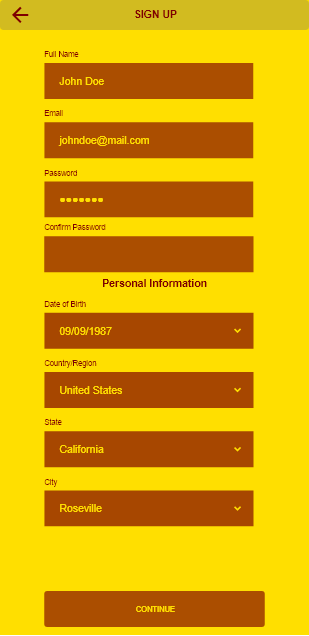 SIGN UP
Full Name
John Doe
Email
johndoe@mail.com
Password
•••••••
Confirm Password
Personal Information
Date of Birth
09/09/1987
Country/Region
United States
State
California
City
Roseville
CONTINUE